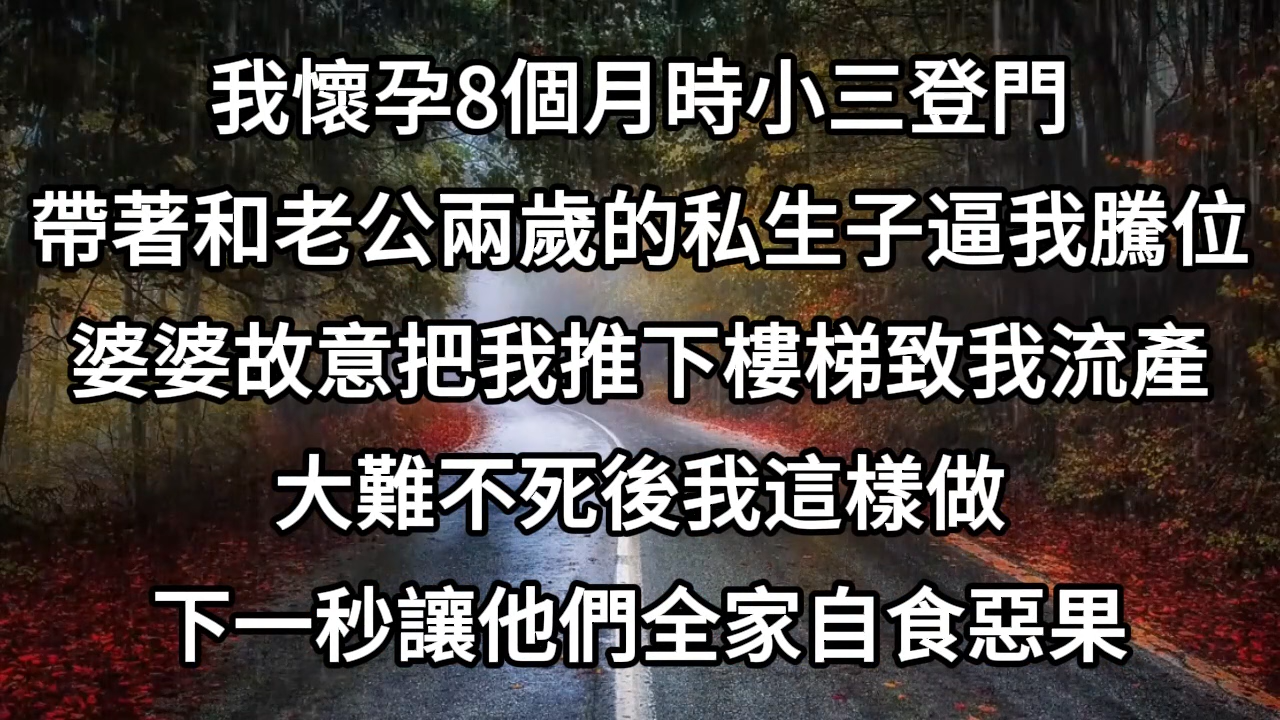 我懷孕8個月時小三登門
帶著和老公兩歲的私生子逼我騰位
婆婆故意把我推下樓梯致我流產
大難不死後我這樣做
下一秒讓他們全家自食惡果